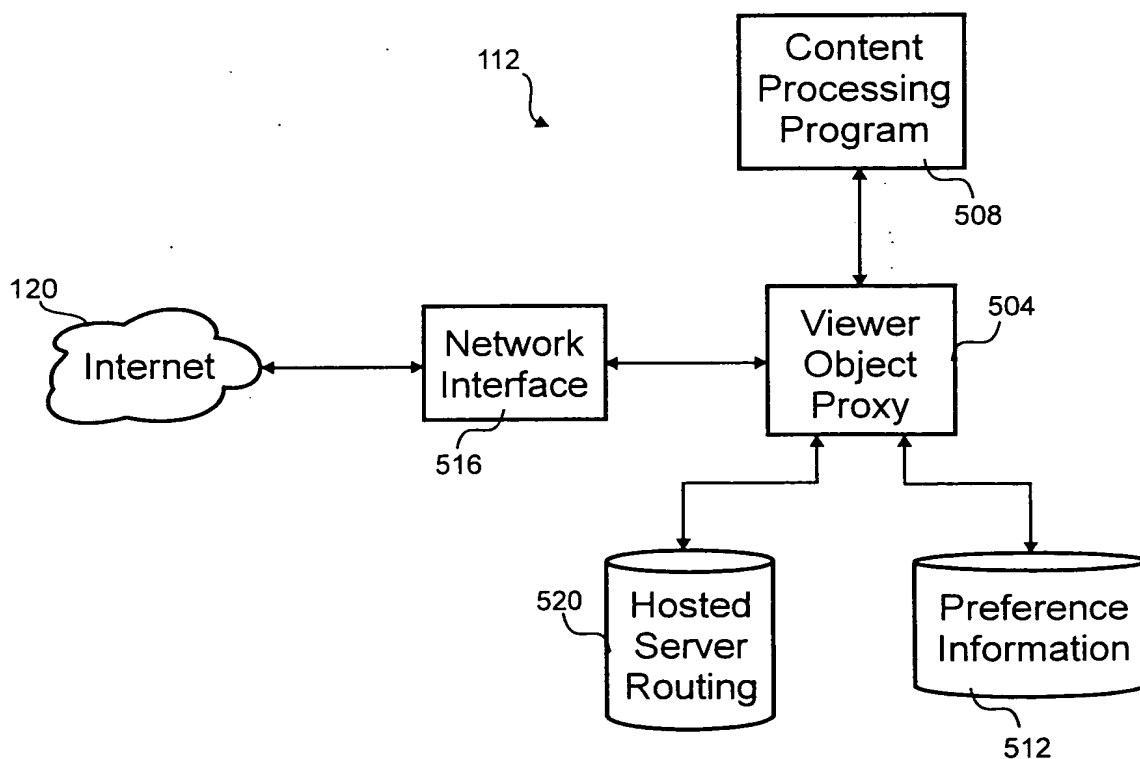 112
Content
Processing
Program
508
120
Internet
Network
Interface
516
Viewer
Object
Proxy
504
520
Hosted
Server
Routing
Preference
Information
512